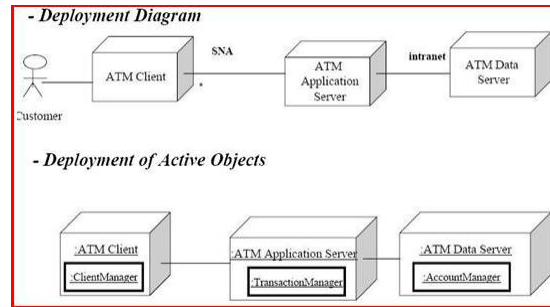 - Deployment Diagram
SNA
intranet
ATM Client
ATM
Application
Server
ATM Data
Server
*
Customer
- Deployment of Active Objects
:ATM Client
:ClientManager
:ATM Application Server
:TransactionManager
:ATM Data Server
:AccountManager